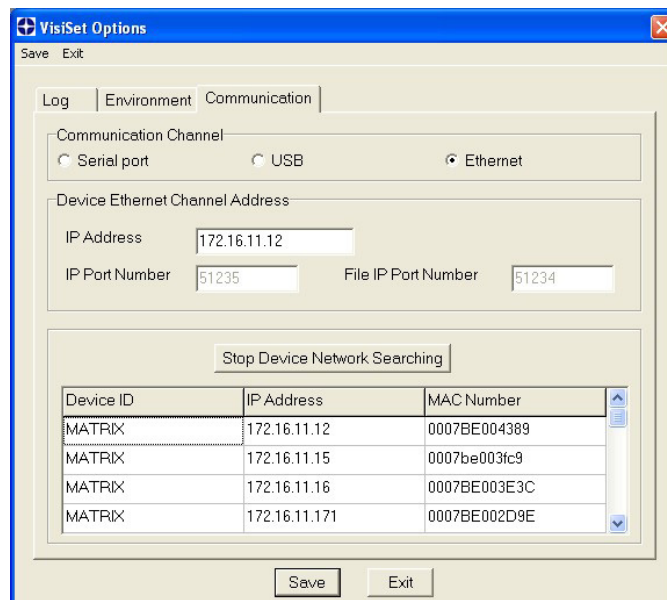 VisiSet Options
Save Exit
Log Environment Communication
Communication Channel
Serial port USB Ethernet
Device Ethernet Channel Address
IP Address 172.16.11.12
IP Port Number 51235 File IP Port Number 51234
Stop Device Network Searching
Device ID IP Address MAC Number
MATRIX 172.16.11.12 0007BE004389
MATRIX 172.16.11.15 0007be003fc9
MATRIX 172.16.11.16 0007BE003E3C
MATRIX 172.16.11.171 0007BE002D9E
Save Exit